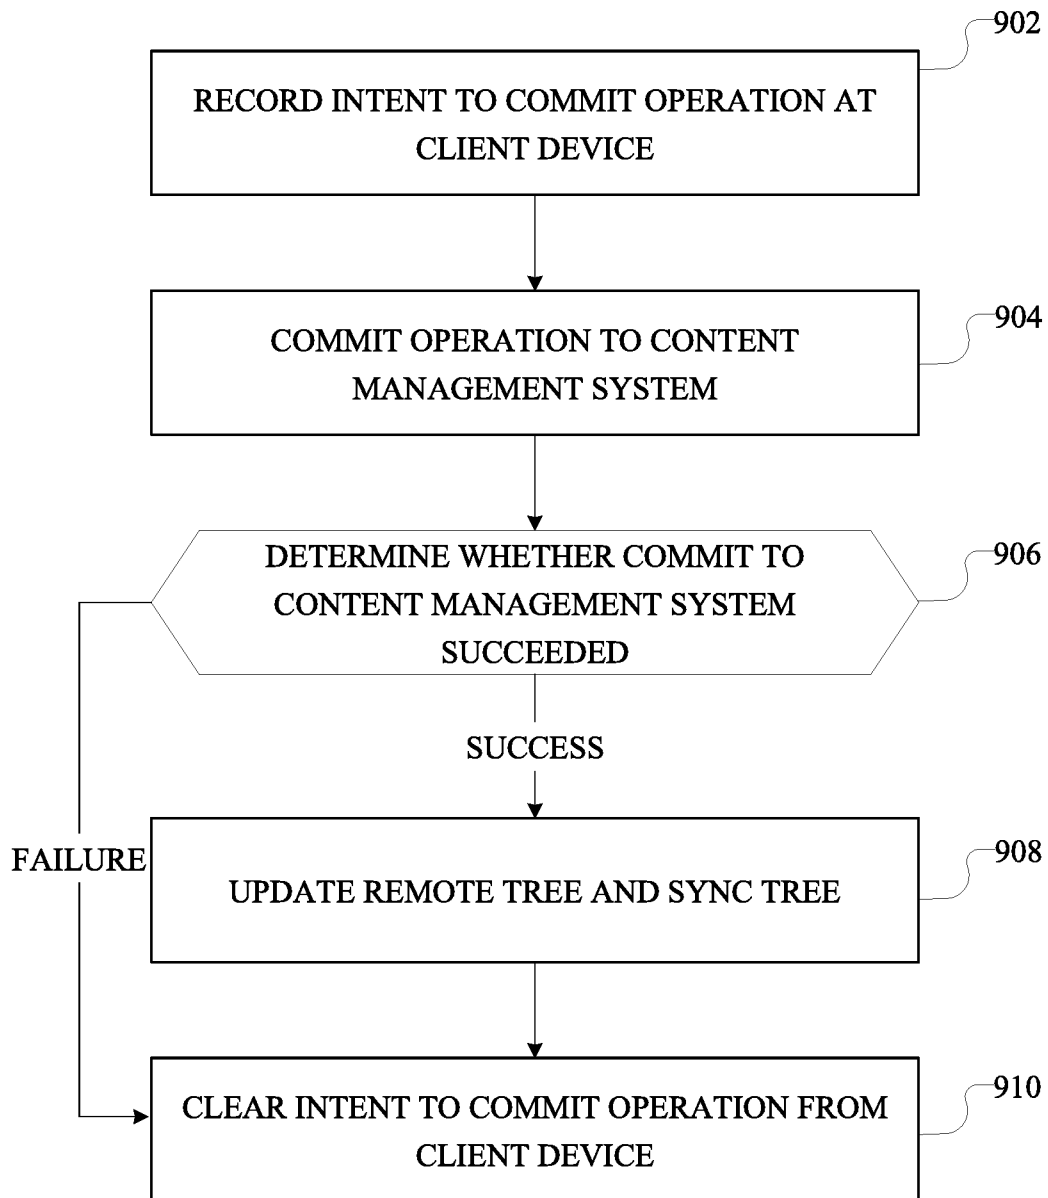 902
RECORD INTENT TO COMMIT OPERATION AT
CLIENT DEVICE
904
COMMIT OPERATION TO CONTENT
MANAGEMENT SYSTEM
906
DETERMINE WHETHER COMMIT TO
CONTENT MANAGEMENT SYSTEM
SUCCEEDED
SUCCESS
FAILURE
908
UPDATE REMOTE TREE AND SYNC TREE
910
CLEAR INTENT TO COMMIT OPERATION FROM
CLIENT DEVICE